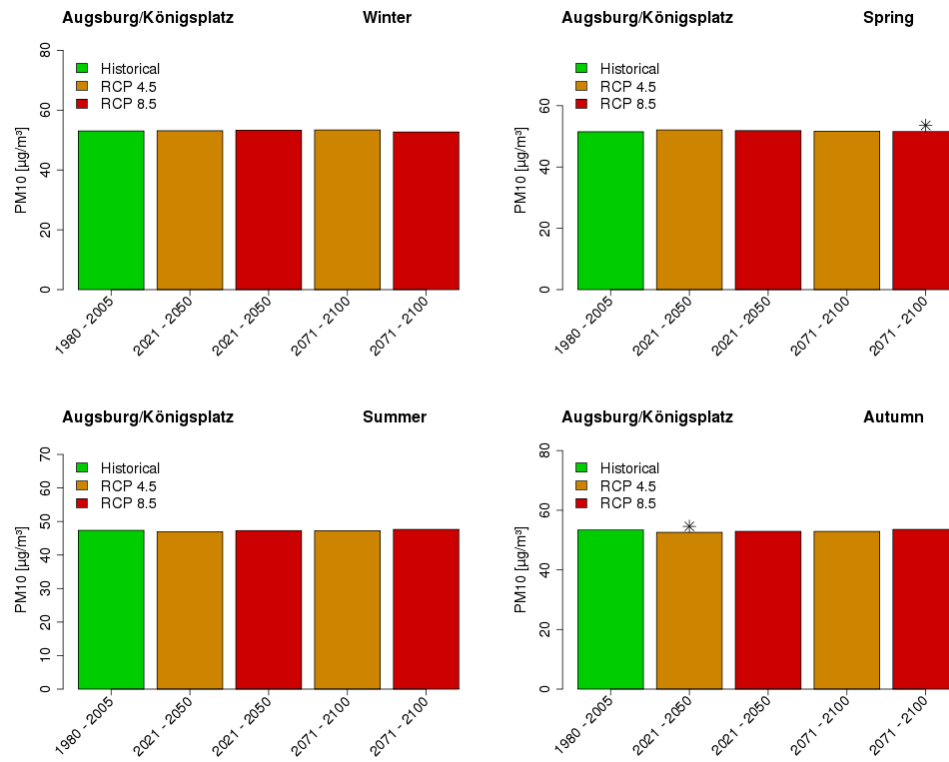 Augsburg/Königsplatz Winter
80
60
40
20
0
PM10 [µg/m³]
Historical
RCP 4.5
RCP 8.5
1980 - 2005
2021 - 2050
2021 - 2050
2071 - 2100
2071 - 2100
Augsburg/Königsplatz Spring
60
40
20
0
PM10 [µg/m³]
Historical
RCP 4.5
RCP 8.5
*
1980 - 2005
2021 - 2050
2021 - 2050
2071 - 2100
2071 - 2100
Augsburg/Königsplatz Summer
70
60
50
40
30
20
10
0
PM10 [µg/m³]
Historical
RCP 4.5
RCP 8.5
1980 - 2005
2021 - 2050
2021 - 2050
2071 - 2100
2071 - 2100
Augsburg/Königsplatz Autumn
80
60
40
20
0
PM10 [µg/m³]
Historical
RCP 4.5
RCP 8.5
*
1980 - 2005
2021 - 2050
2021 - 2050
2071 - 2100
2071 - 2100